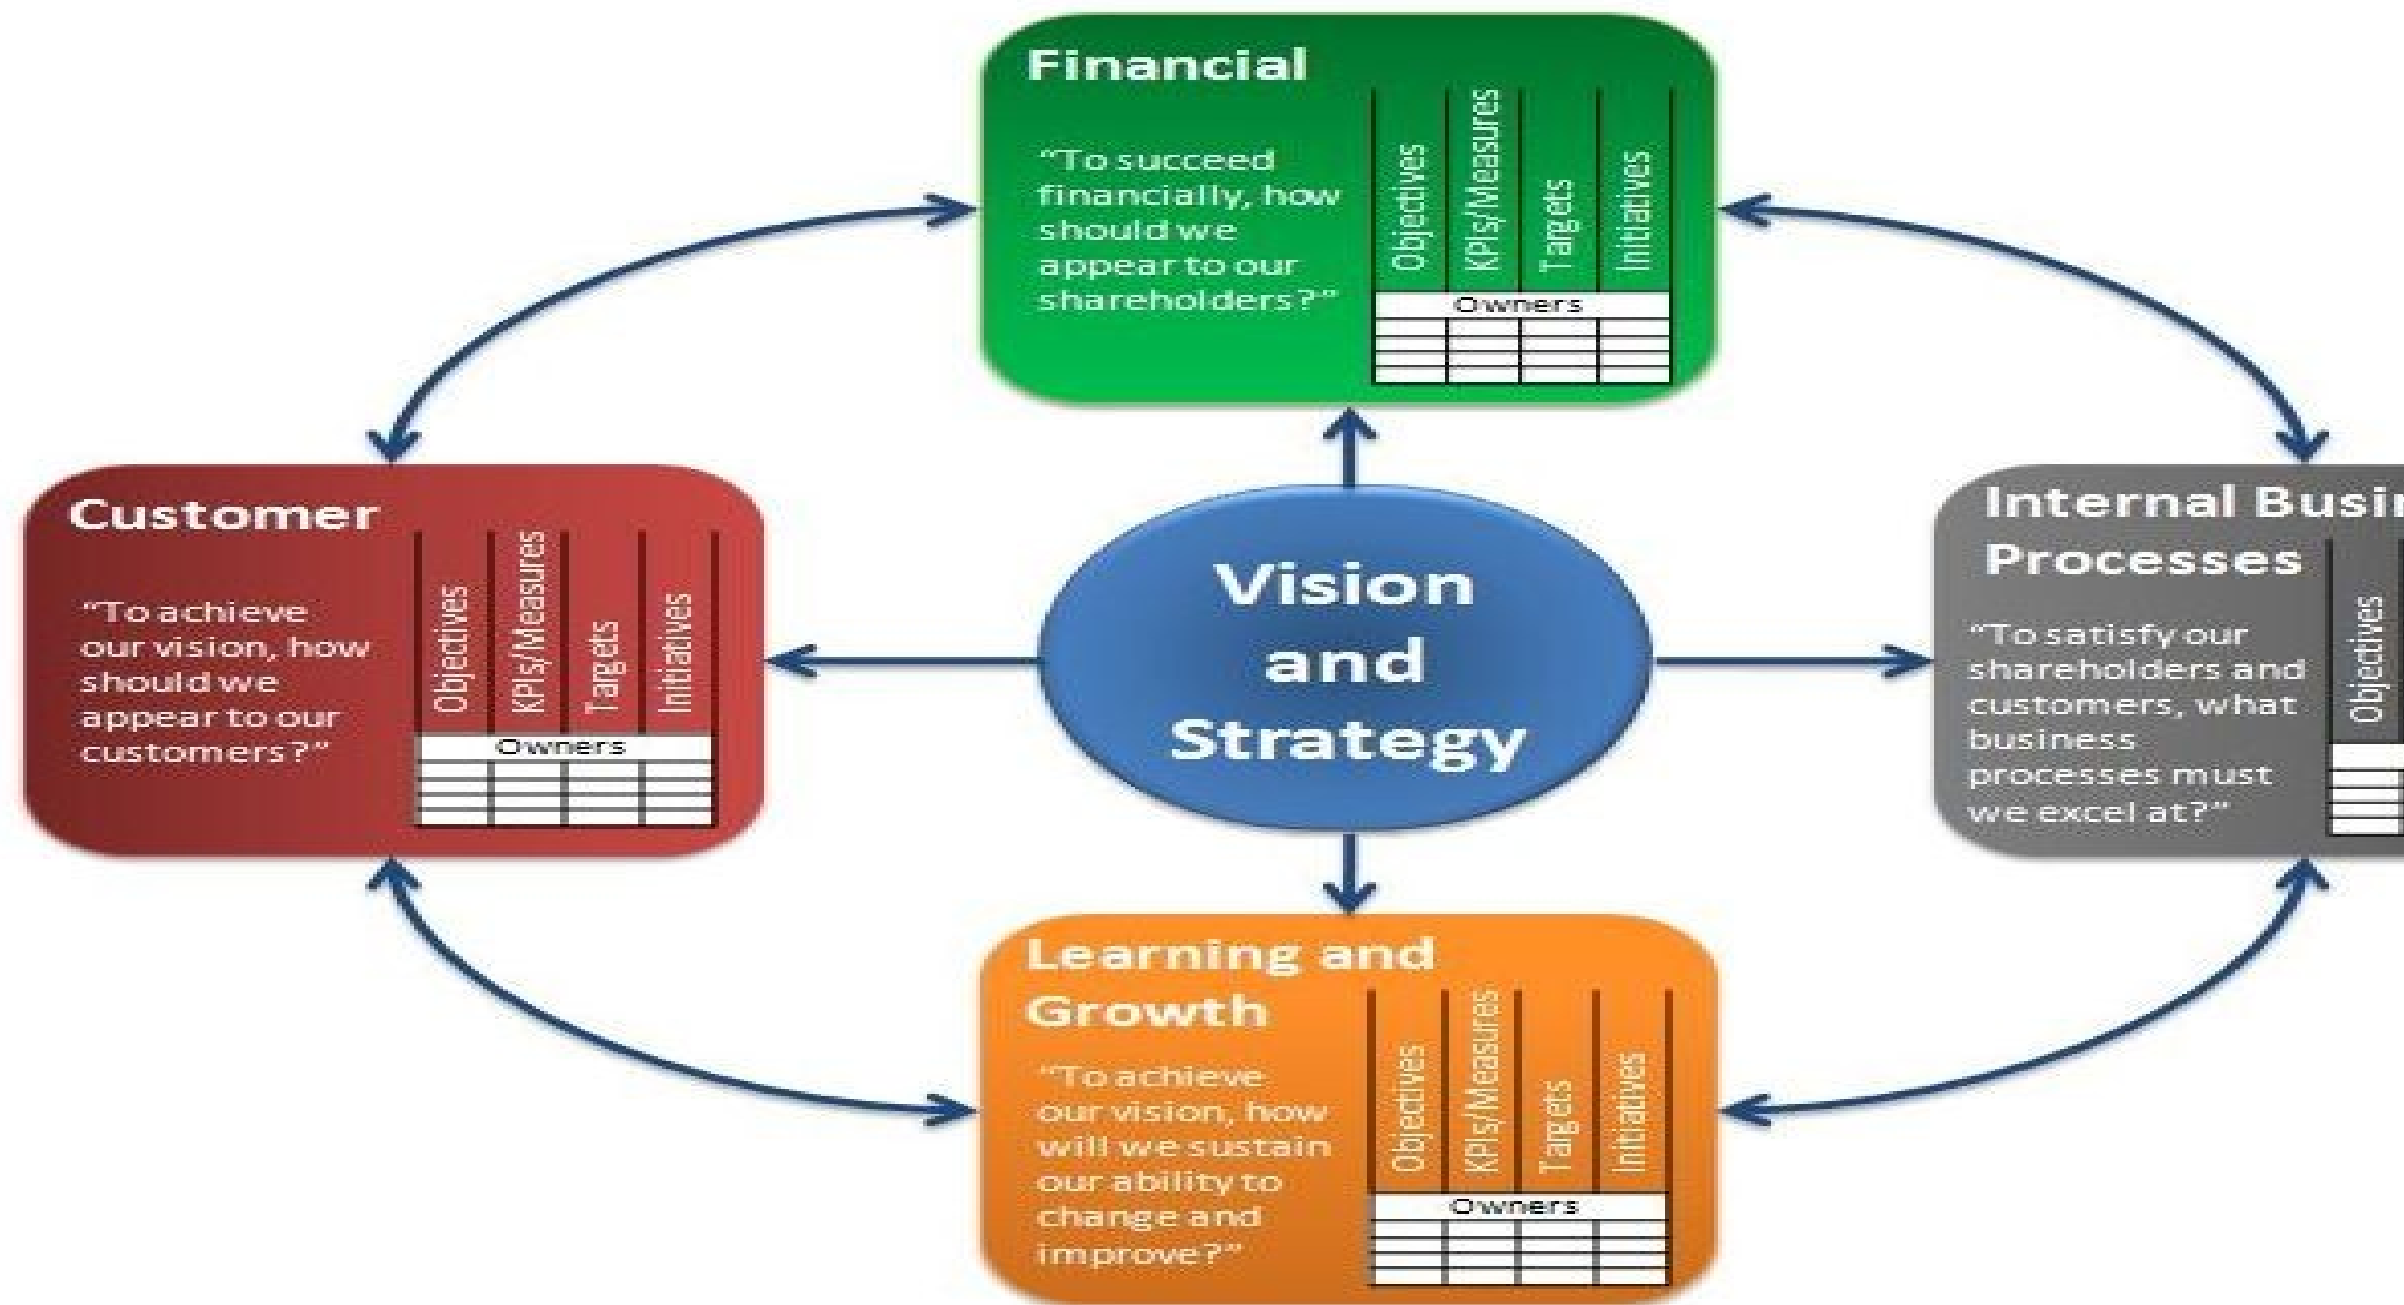 Financial
“To succeed
financially, how
should we
appear to our
shareholders?”
Objectives
KPIs/Measures
Targets
Initiatives
Owners
Customer
“To achieve
our vision, how
should we
appear to our
customers?”
Objectives
KPIs/Measures
Targets
Initiatives
Owners
Vision
and
Strategy
Internal Busin
Processes
“To satisfy our
shareholders and
customers, what
business
processes must
we excel at?”
Objectives
Learning and
Growth
“To achieve
our vision, how
will we sustain
our ability to
change and
improve?”
Objectives
KPIs/Measures
Targets
Initiatives
Owners